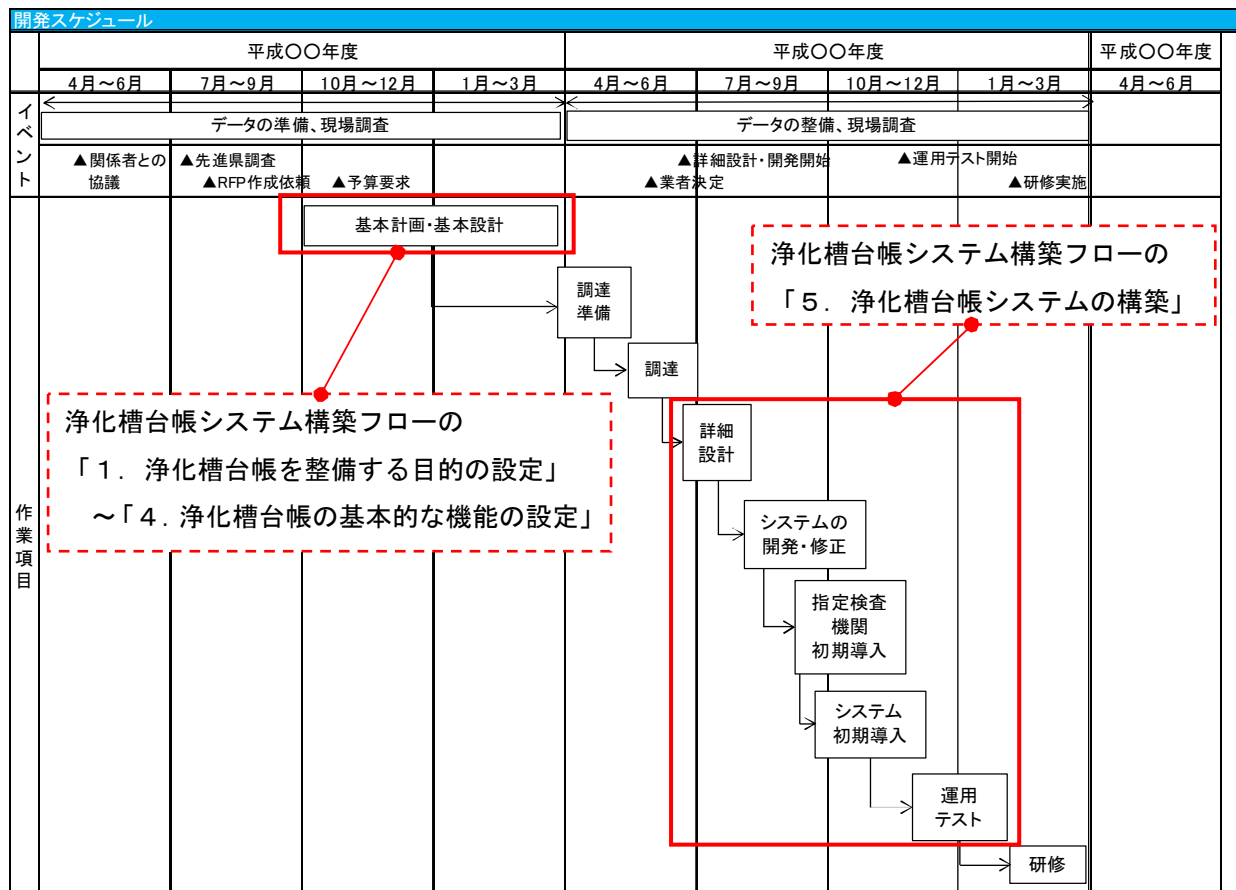 開発スケジュール
平成〇〇年度 平成〇〇年度 平成〇〇年度
4月～6月 7月～9月 10月～12月 1月～3月 4月～6月 7月～9月 10月～12月 1月～3月 4月～6月
イベント
データの準備、現場調査 データの整備、現場調査
▲関係者との ▲先進県調査 ▲詳細設計・開発開始 ▲運用テスト開始
協議 ▲RFP作成依頼 ▲予算要求 ▲業者決定 ▲研修実施
作業項目
基本計画・基本設計
浄化槽台帳システム構築フローの
「５．浄化槽台帳システムの構築」
調達
準備
調達
浄化槽台帳システム構築フローの
「１．浄化槽台帳を整備する目的の設定」
～「４．浄化槽台帳の基本的な機能の設定」
詳細
設計
システムの
開発・修正
指定検査
機関
初期導入
システム
初期導入
運用
テスト
研修